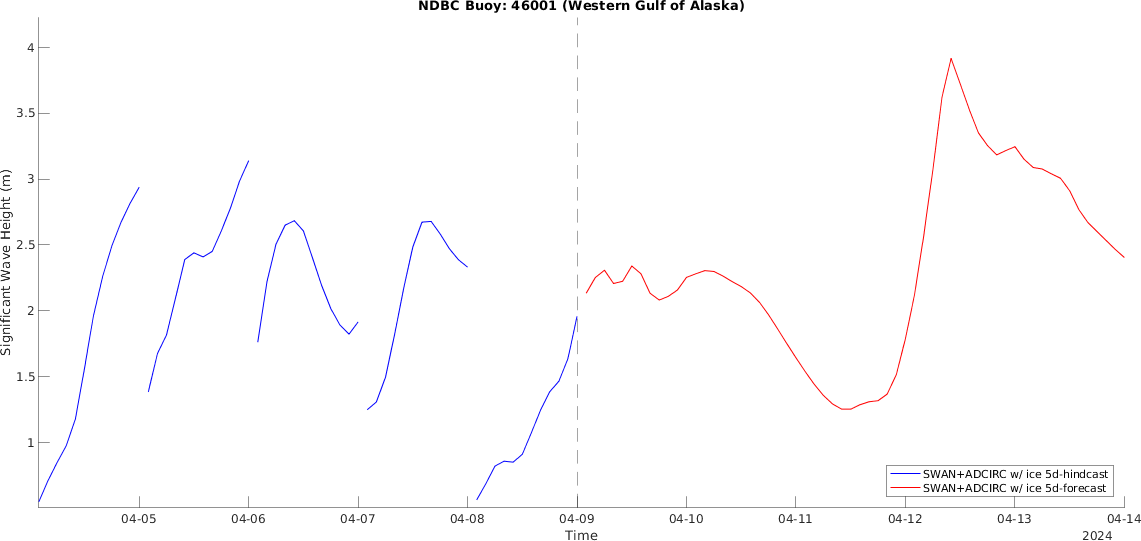 NDBC Buoy: 46001 (Western Gulf of Alaska)
Significant Wave Height (m)
4
3.5
3
2.5
2
1.5
1
SWAN+ADCIRC w/ ice 5d-hindcast
SWAN+ADCIRC w/ ice 5d-forecast
04-05 04-06 04-07 04-08 04-09 04-10 04-11 04-12 04-13 04-14
Time
2024